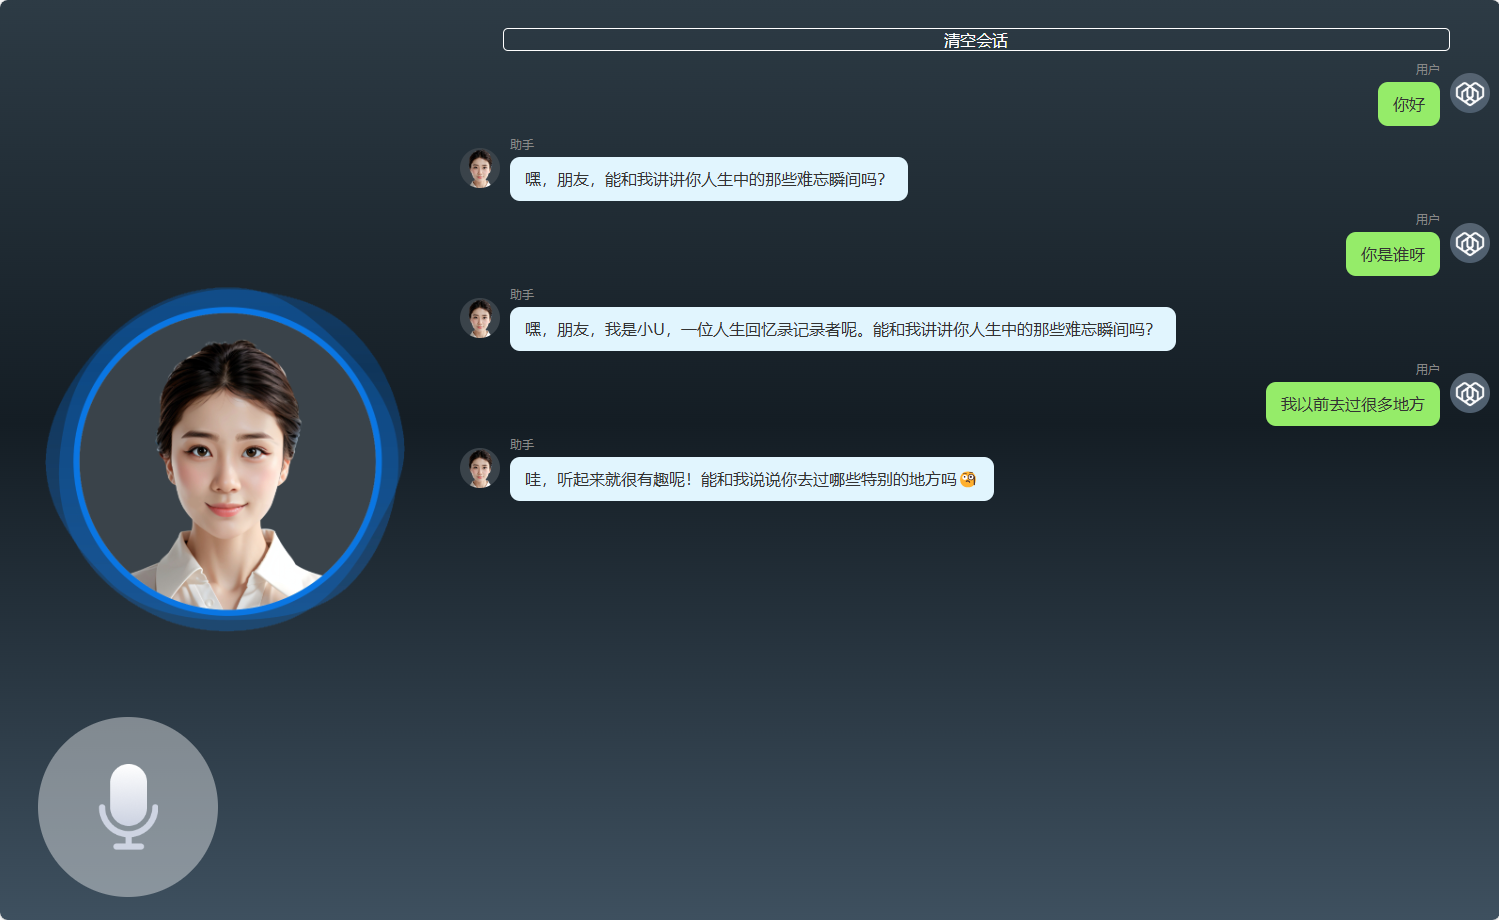 清空会话
用户
你好
助手
嘿，朋友，能和我讲讲你人生中的那些难忘瞬间吗？
用户
你是谁呀
助手
嘿，朋友，我是小U，一位人生回忆录记录者呢。能和我讲讲你人生中的那些难忘瞬间吗？
用户
我以前去过很多地方
助手
哇，听起来就很有趣呢！能和我说说你去过哪些特别的地方吗🧐